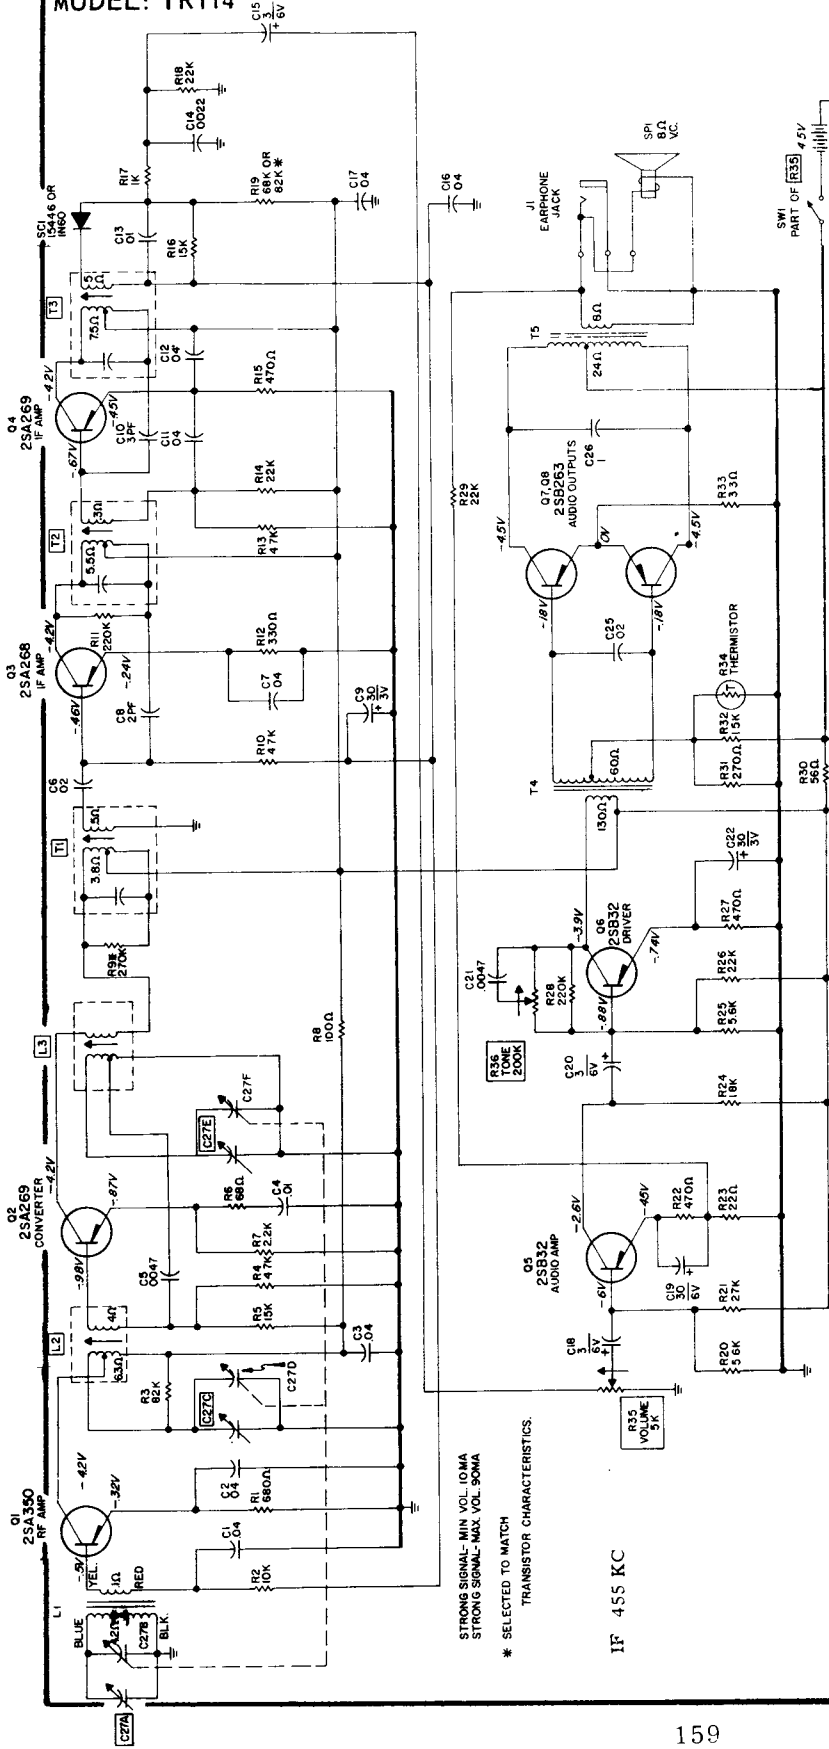 MODEL: TR114
L1
BLUE
1.2Ω
C27B
BLK.
C27A
YEL.
.1Ω
RED
Q1
2SA350
RF AMP
-.5V
-.42V
-.32V
R2
10K
C1
.04
R1
680Ω
C2
.04
L2
.63Ω
.4Ω
R3
82K
C27C
C27D
C3
.04
R5
15K
R4
4.7K
R7
2.2K
R6
68Ω
C4
.01
C5
.0047
Q2
2SA269
CONVERTER
-.98V
-4.2V
-.87V
L3
C27E
C27F
R8
100Ω
R9*
270K
T1
3.8Ω
.5Ω
C6
.02
Q3
2SA268
IF AMP
-.46V
-4.2V
-.24V
R11
220K
C8
2PF
R10
47K
C9
30
3V
C7
.04
R12
330Ω
T2
5.5Ω
.3Ω
R13
4.7K
R14
22K
Q4
2SA269
IF AMP
-.67V
-4.2V
-.45V
C10
3PF
C11
.04
C12
.04
R15
470Ω
T3
7.5Ω
.5Ω
SC1
1S446 OR
1N60
C13
.01
R16
15K
R17
1K
R19
68K OR
82K *
C14
.0022
R18
22K
C15
3
6V
C17
.04
C16
.04
STRONG SIGNAL- MIN VOL. 10MA
STRONG SIGNAL- MAX. VOL. 90MA
* SELECTED TO MATCH
TRANSISTOR CHARACTERISTICS.
IF 455 KC
R35
VOLUME
5K
C18
3
6V
Q5
2SB32
AUDIO AMP
-.6V
-2.6V
-.45V
C19
30
6V
R20
5.6K
R21
27K
R22
470Ω
R23
22Ω
R24
1.8K
C20
3
6V
R36
TONE
200K
C21
.0047
R28
220K
Q6
2SB32
DRIVER
-.88V
-3.9V
-.74V
R25
5.6K
R26
22K
R27
470Ω
C22
30
3V
T4
130Ω
60Ω
R30
56Ω
R31
270Ω
R32
1.5K
R34
THERMISTOR
C25
.02
-.18V
-.18V
Q7, Q8
2SB263
AUDIO OUTPUTS
-4.5V
0V
-4.5V
R33
3.3Ω
C26
.1
R29
22K
T5
24Ω
.8Ω
J1
EARPHONE
JACK
SP1
8Ω
V.C.
SW1
PART OF R35
4.5V
159